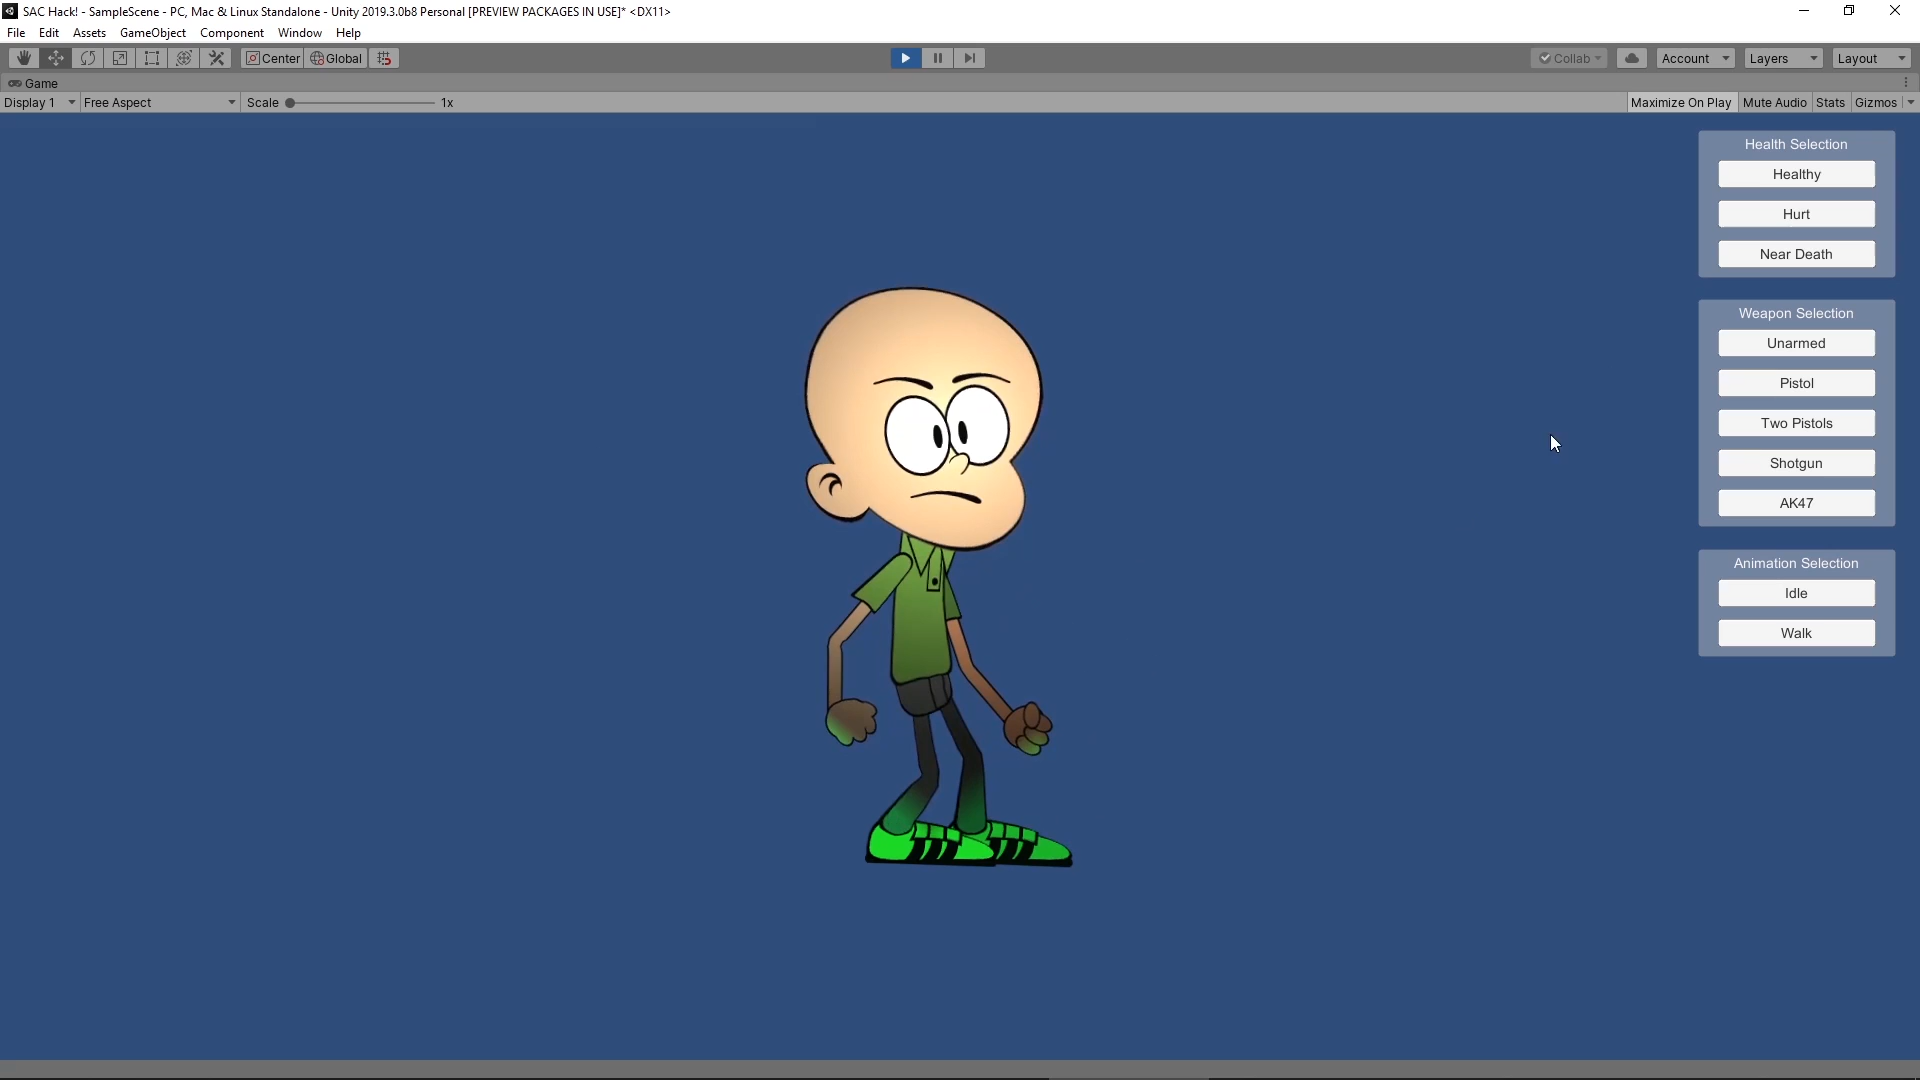 SAC Hack! - SampleScene - PC, Mac & Linux Standalone - Unity 2019.3.0b8 Personal [PREVIEW PACKAGES IN USE]* <DX11>
File Edit Assets GameObject Component Window Help
Center Global Collab Account Layers Layout
Game
Display 1 Free Aspect Scale 1x Maximize On Play Mute Audio Stats Gizmos
Health Selection
Healthy
Hurt
Near Death
Weapon Selection
Unarmed
Pistol
Two Pistols
Shotgun
AK47
Animation Selection
Idle
Walk